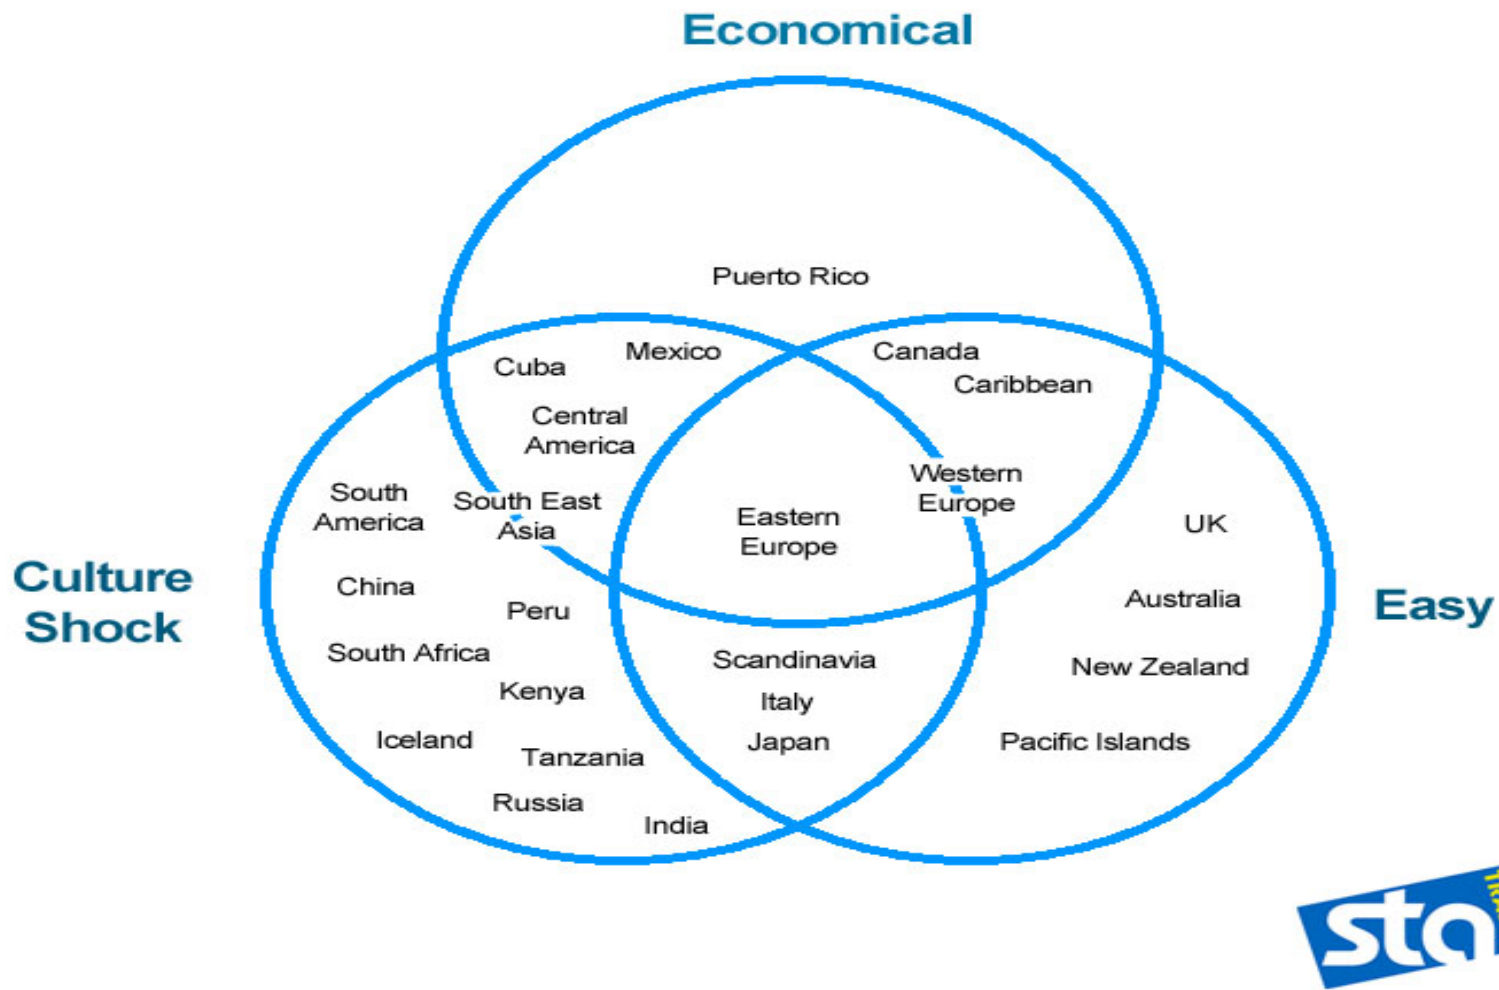 Economical
Puerto Rico
Cuba
Mexico
Canada
Caribbean
Central
America
South East
Asia
Western
Europe
Eastern
Europe
South
America
China
Peru
South Africa
Kenya
Iceland
Tanzania
Russia
India
Scandinavia
Italy
Japan
UK
Australia
New Zealand
Pacific Islands
Culture
Shock
Easy
sta